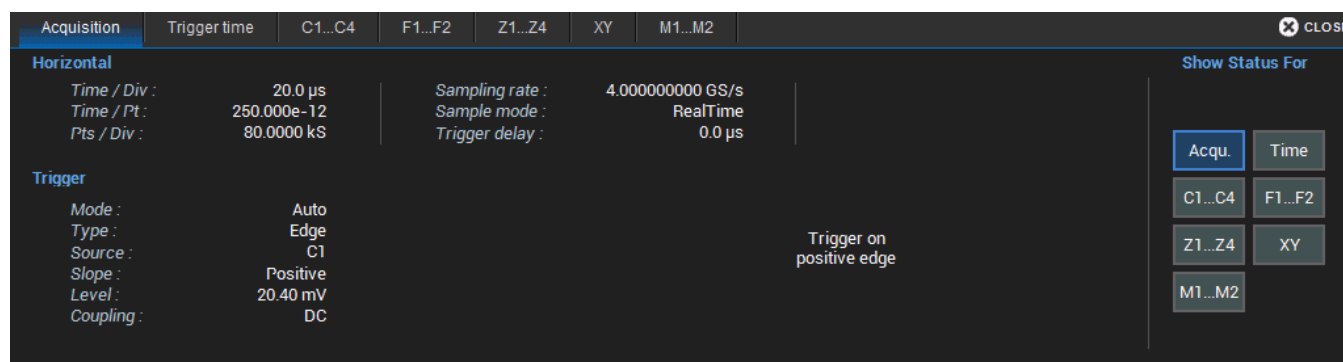 Acquisition Trigger time C1...C4 F1...F2 Z1...Z4 XY M1...M2 CLOS
Horizontal Show Status For
Time / Div : 20.0 µs Sampling rate : 4.000000000 GS/s
Time / Pt : 250.000e-12 Sample mode : RealTime
Pts / Div : 80.0000 kS Trigger delay : 0.0 µs
Acqu. Time
Trigger
C1...C4 F1...F2
Mode : Auto
Type : Edge
Source : C1
Slope : Positive
Level : 20.40 mV
Coupling : DC
Trigger on
positive edge
Z1...Z4 XY
M1...M2